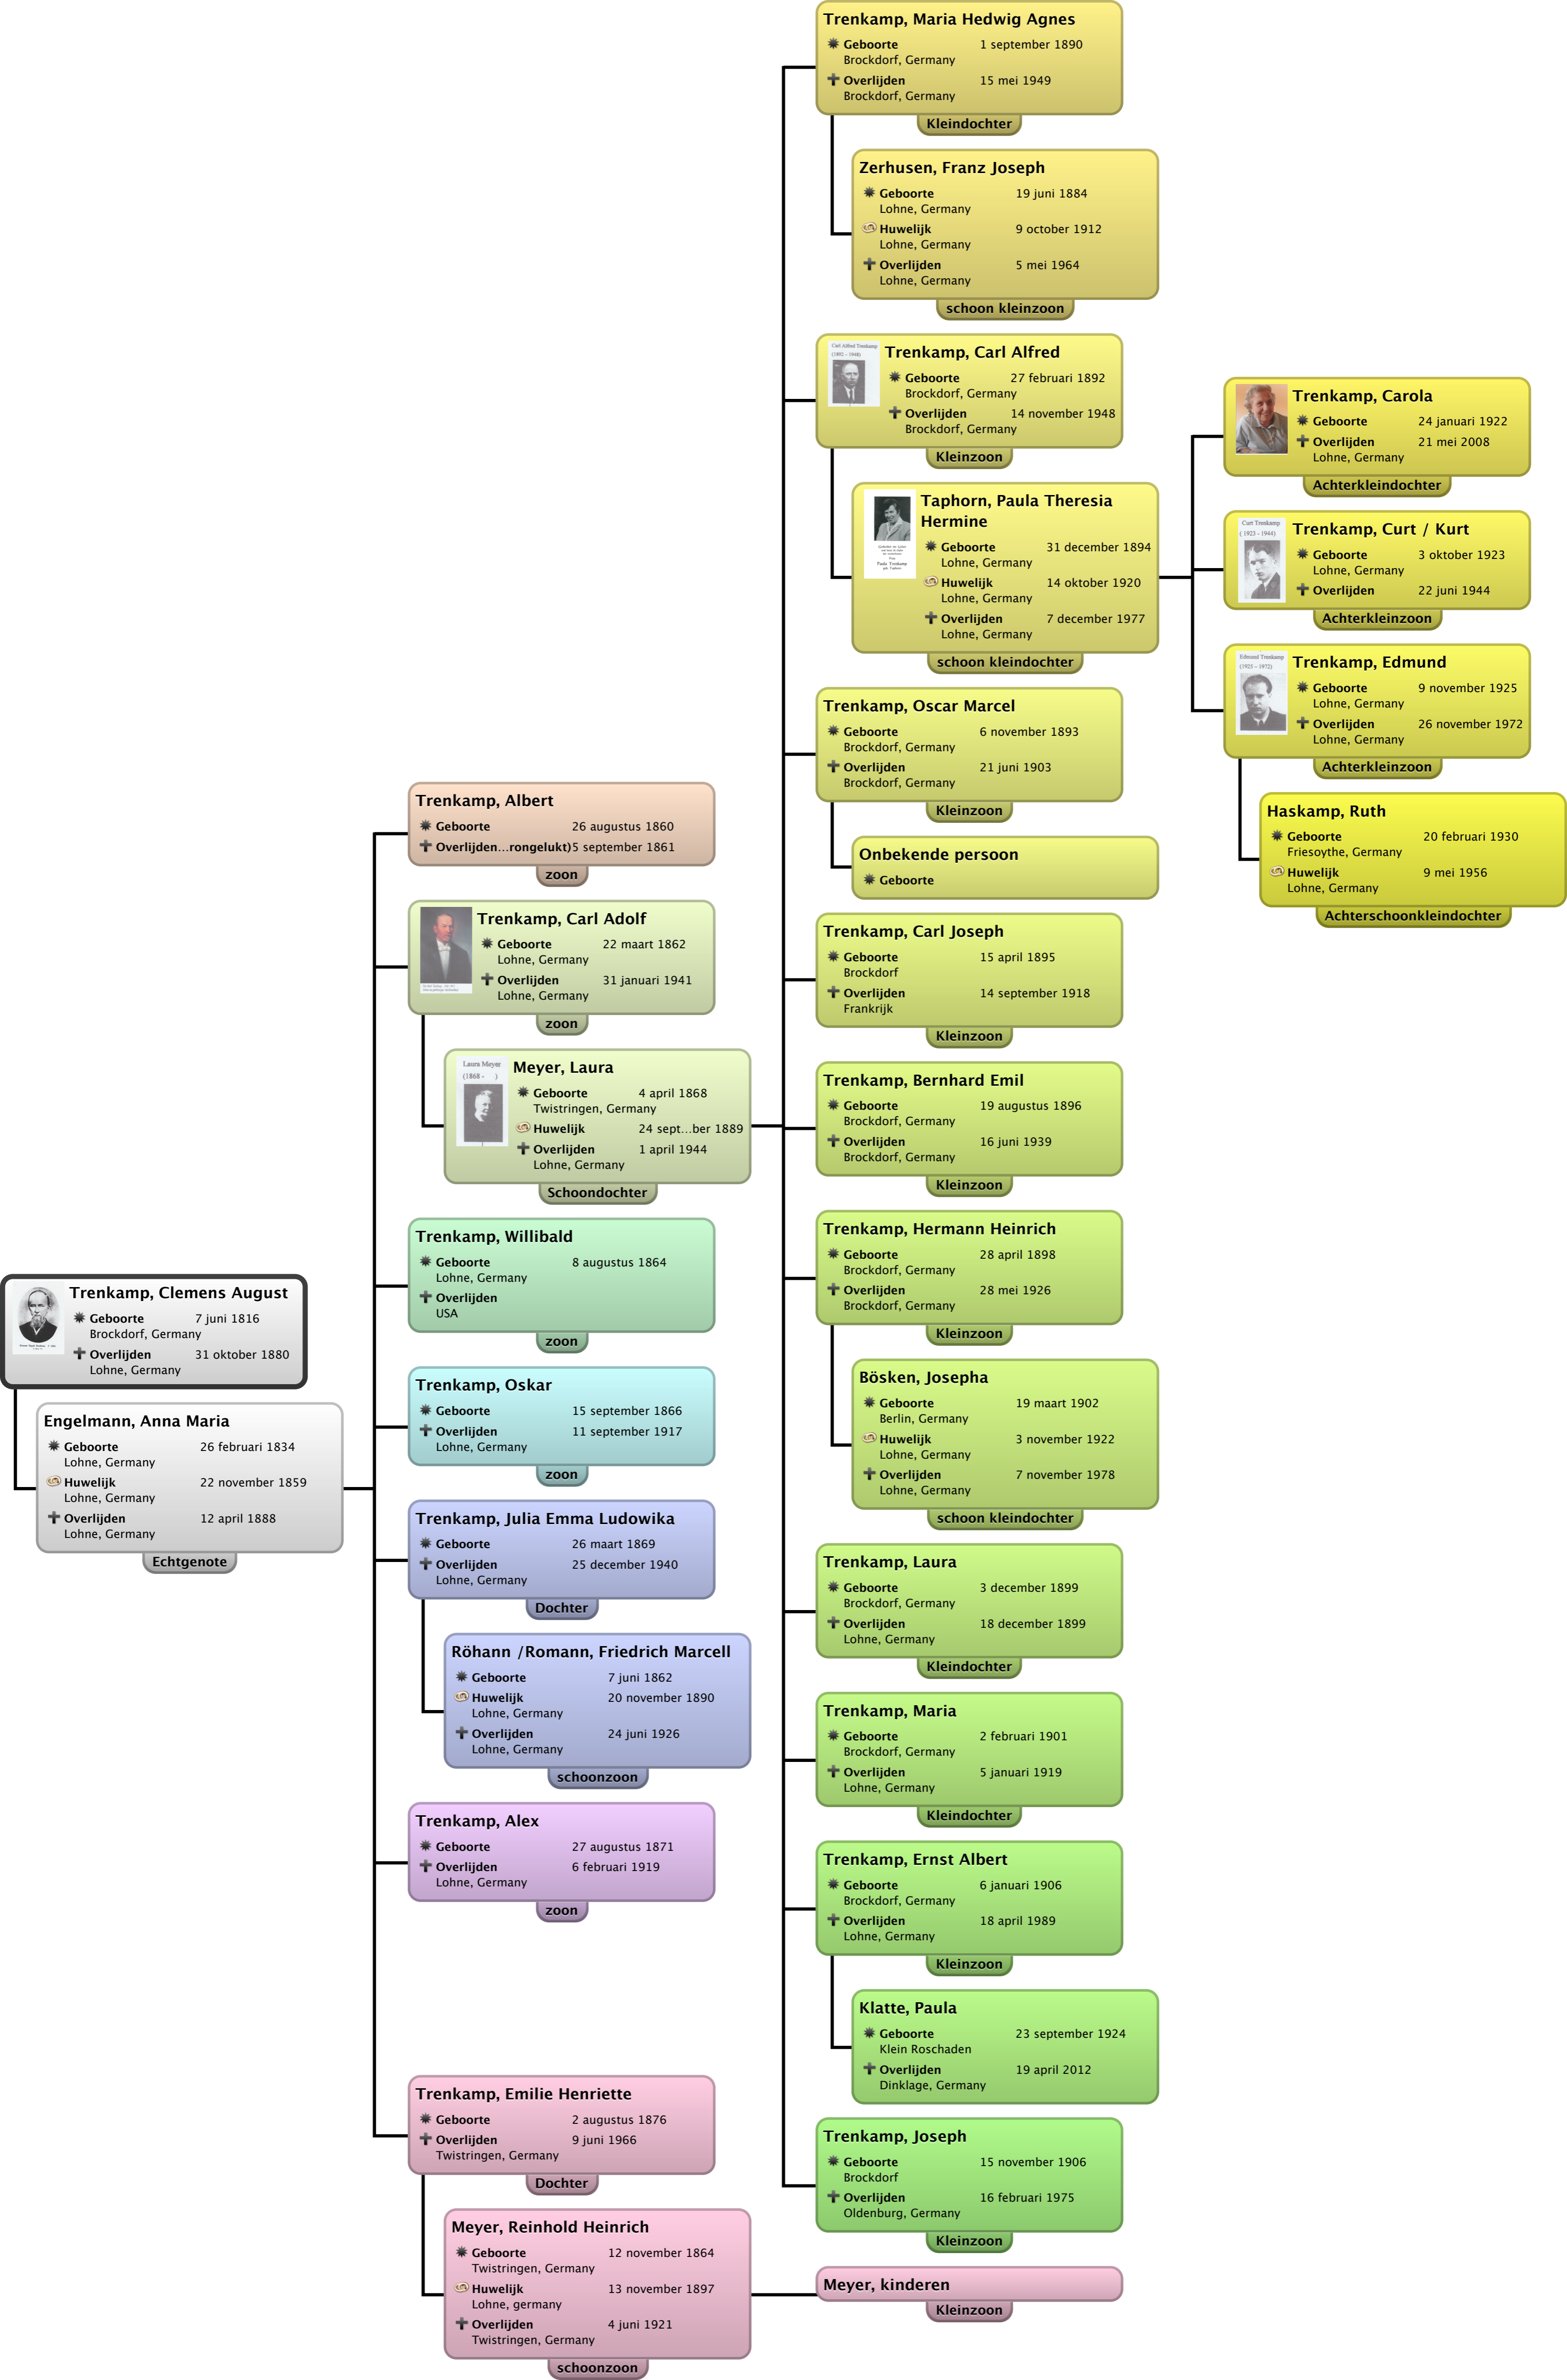 Trenkamp, Clemens August
Geboorte 7 juni 1816
Brockdorf, Germany
Overlijden 31 oktober 1880
Lohne, Germany
Engelmann, Anna Maria
Geboorte 26 februari 1834
Lohne, Germany
Huwelijk 22 november 1859
Lohne, Germany
Overlijden 12 april 1888
Lohne, Germany
Echtgenote
Trenkamp, Albert
Geboorte 26 augustus 1860
Overlijden...rongelukt) 5 september 1861
zoon
Trenkamp, Carl Adolf
Geboorte 22 maart 1862
Lohne, Germany
Overlijden 31 januari 1941
Lohne, Germany
zoon
Laura Meyer
(1868 - )
Meyer, Laura
Geboorte 4 april 1868
Twistringen, Germany
Huwelijk 24 sept...ber 1889
Overlijden 1 april 1944
Lohne, Germany
Schoondochter
Trenkamp, Willibald
Geboorte 8 augustus 1864
Lohne, Germany
Overlijden
USA
zoon
Trenkamp, Oskar
Geboorte 15 september 1866
Overlijden 11 september 1917
Lohne, Germany
zoon
Trenkamp, Julia Emma Ludowika
Geboorte 26 maart 1869
Overlijden 25 december 1940
Lohne, Germany
Dochter
Röhann /Romann, Friedrich Marcell
Geboorte 7 juni 1862
Huwelijk 20 november 1890
Lohne, Germany
Overlijden 24 juni 1926
Lohne, Germany
schoonzoon
Trenkamp, Alex
Geboorte 27 augustus 1871
Overlijden 6 februari 1919
Lohne, Germany
zoon
Trenkamp, Emilie Henriette
Geboorte 2 augustus 1876
Overlijden 9 juni 1966
Twistringen, Germany
Dochter
Meyer, Reinhold Heinrich
Geboorte 12 november 1864
Twistringen, Germany
Huwelijk 13 november 1897
Lohne, germany
Overlijden 4 juni 1921
Twistringen, Germany
schoonzoon
Trenkamp, Maria Hedwig Agnes
Geboorte 1 september 1890
Brockdorf, Germany
Overlijden 15 mei 1949
Brockdorf, Germany
Kleindochter
Zerhusen, Franz Joseph
Geboorte 19 juni 1884
Lohne, Germany
Huwelijk 9 october 1912
Lohne, Germany
Overlijden 5 mei 1964
Lohne, Germany
schoon kleinzoon
Carl Alfred Trenkamp
(1892 - 1948)
Trenkamp, Carl Alfred
Geboorte 27 februari 1892
Brockdorf, Germany
Overlijden 14 november 1948
Brockdorf, Germany
Kleinzoon
Paula Trenkamp
Taphorn, Paula Theresia
Hermine
Geboorte 31 december 1894
Lohne, Germany
Huwelijk 14 oktober 1920
Lohne, Germany
Overlijden 7 december 1977
Lohne, Germany
schoon kleindochter
Trenkamp, Oscar Marcel
Geboorte 6 november 1893
Brockdorf, Germany
Overlijden 21 juni 1903
Brockdorf, Germany
Kleinzoon
Onbekende persoon
Geboorte
Trenkamp, Carl Joseph
Geboorte 15 april 1895
Brockdorf
Overlijden 14 september 1918
Frankrijk
Kleinzoon
Trenkamp, Bernhard Emil
Geboorte 19 augustus 1896
Brockdorf, Germany
Overlijden 16 juni 1939
Brockdorf, Germany
Kleinzoon
Trenkamp, Hermann Heinrich
Geboorte 28 april 1898
Brockdorf, Germany
Overlijden 28 mei 1926
Brockdorf, Germany
Kleinzoon
Bösken, Josepha
Geboorte 19 maart 1902
Berlin, Germany
Huwelijk 3 november 1922
Lohne, Germany
Overlijden 7 november 1978
Lohne, Germany
schoon kleindochter
Trenkamp, Laura
Geboorte 3 december 1899
Brockdorf, Germany
Overlijden 18 december 1899
Lohne, Germany
Kleindochter
Trenkamp, Maria
Geboorte 2 februari 1901
Brockdorf, Germany
Overlijden 5 januari 1919
Lohne, Germany
Kleindochter
Trenkamp, Ernst Albert
Geboorte 6 januari 1906
Brockdorf, Germany
Overlijden 18 april 1989
Lohne, Germany
Kleinzoon
Klatte, Paula
Geboorte 23 september 1924
Klein Roschaden
Overlijden 19 april 2012
Dinklage, Germany
Trenkamp, Joseph
Geboorte 15 november 1906
Brockdorf
Overlijden 16 februari 1975
Oldenburg, Germany
Kleinzoon
Meyer, kinderen
Kleinzoon
Trenkamp, Carola
Geboorte 24 januari 1922
Overlijden 21 mei 2008
Lohne, Germany
Achterkleindochter
Curt Trenkamp
(1923 - 1944)
Trenkamp, Curt / Kurt
Geboorte 3 oktober 1923
Lohne, Germany
Overlijden 22 juni 1944
Achterkleinzoon
Edmund Trenkamp
(1925 - 1972)
Trenkamp, Edmund
Geboorte 9 november 1925
Lohne, Germany
Overlijden 26 november 1972
Lohne, Germany
Achterkleinzoon
Haskamp, Ruth
Geboorte 20 februari 1930
Friesoythe, Germany
Huwelijk 9 mei 1956
Lohne, Germany
Achterschoonkleindochter